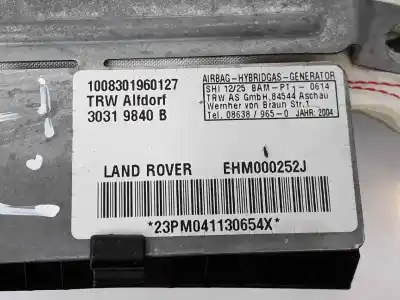 1008301960127
TRW Alfdorf
3031 9840 B
AIRBAG-HYBRIDGAS-GENERATOR
SHI 12/25 BAM-PT1-0614
TRW AS GmbH,84544 Aschau
Wernher von Braun Str.1
Tel. 08638/ 965-0 JAHR:2004
LAND ROVER EHM000252J
*23PM041130654X*